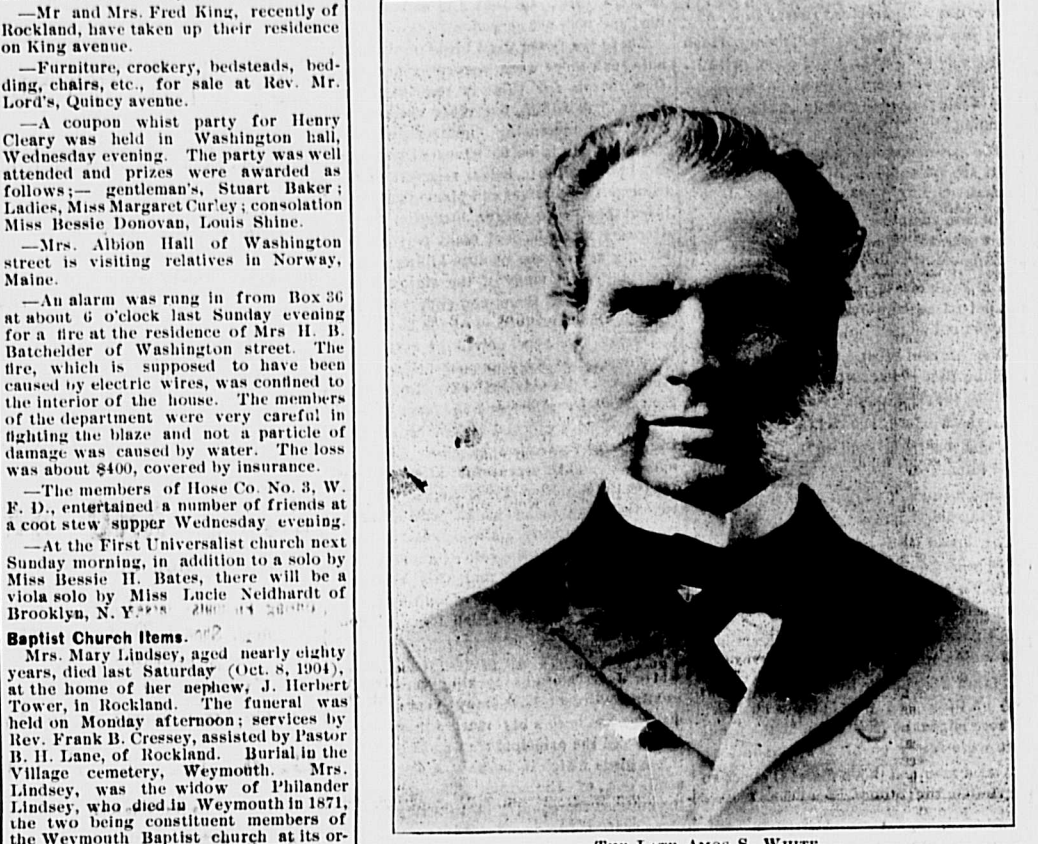 —Mr and Mrs. Fred King, recently of
Rockland, have taken up their residence
on King avenue.
—Furniture, crockery, bedsteads, bed-
ding, chairs, etc., for sale at Rev. Mr.
Lord's, Quincy avenue.
—A coupon whist party for Henry
Cleary was held in Washington hall,
Wednesday evening. The party was well
attended and prizes were awarded as
follows;— gentleman's, Stuart Baker;
Ladies, Miss Margaret Curley; consolation
Miss Bessie Donovan, Louis Shine.
—Mrs. Albion Hall of Washington
street is visiting relatives in Norway,
Maine.
—An alarm was rung in from Box 36
at about 6 o'clock last Sunday evening
for a fire at the residence of Mrs H. B.
Batchelder of Washington street. The
fire, which is supposed to have been
caused by electric wires, was confined to
the interior of the house. The members
of the department were very careful in
fighting the blaze and not a particle of
damage was caused by water. The loss
was about $400, covered by insurance.
—The members of Hose Co. No. 3, W.
F. D., entertained a number of friends at
a coot stew supper Wednesday evening.
—At the First Universalist church next
Sunday morning, in addition to a solo by
Miss Bessie H. Bates, there will be a
viola solo by Miss Lucie Neidhardt of
Brooklyn, N. Y.
Baptist Church Items.
Mrs. Mary Lindsey, aged nearly eighty
years, died last Saturday (Oct. 8, 1904),
at the home of her nephew, J. Herbert
Tower, in Rockland. The funeral was
held on Monday afternoon; services by
Rev. Frank B. Cressey, assisted by Pastor
B. H. Lane, of Rockland. Burial in the
Village cemetery, Weymouth. Mrs.
Lindsey, was the widow of Philander
Lindsey, who died in Weymouth in 1871,
the two being constituent members of
the Weymouth Baptist church at its or-
The Late Amos S. White